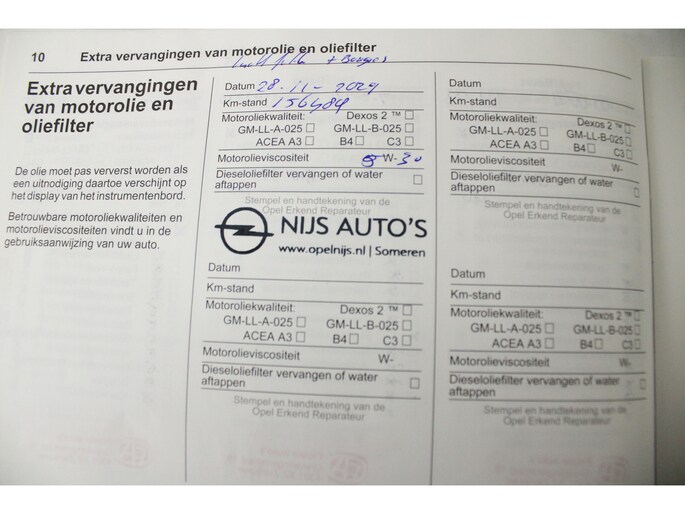 10 Extra vervangingen van motorolie en oliefilter
Extra vervangingen
van motorolie en
oliefilter
De olie moet pas ververst worden als
een uitnodiging daartoe verschijnt op
het display van het instrumentenbord.
Betrouwbare motoroliekwaliteiten en
motorolieviscositeiten vindt u in de
gebruiksaanwijzing van uw auto.
+ Bougies
Datum 28-11-2024
Km-stand 156484
Motoroliekwaliteit: Dexos 2 ™ □
GM-LL-A-025 □ GM-LL-B-025 □
ACEA A3 □ B4 □ C3 □
Motorolieviscositeit 5 W- 30
Dieseloliefilter vervangen of water
aftappen □
Stempel en handtekening van de
Opel Erkend Reparateur
NIJS AUTO'S
www.opelnijs.nl | Someren
Datum
Km-stand
Motoroliekwaliteit: Dexos 2 ™ □
GM-LL-A-025 □ GM-LL-B-025 □
ACEA A3 □ B4 □ C3 □
Motorolieviscositeit W-
Dieseloliefilter vervangen of water
aftappen □
Stempel en handtekening van de
Opel Erkend Reparateur
Datum
Km-stand
Motoroliekwaliteit: Dexos 2 ™ □
GM-LL-A-025 □ GM-LL-B-025 □
ACEA A3 □ B4 □ C3 □
Motorolieviscositeit W-
Dieseloliefilter vervangen of water
aftappen □
Stempel en handtekening van de
Opel Erkend Reparateur
Datum
Km-stand
Motoroliekwaliteit: Dexos 2 ™ □
GM-LL-A-025 □ GM-LL-B-025 □
ACEA A3 □ B4 □ C3 □
Motorolieviscositeit W-
Dieseloliefilter vervangen of water
aftappen □
Stempel en handtekening van de
Opel Erkend Reparateur